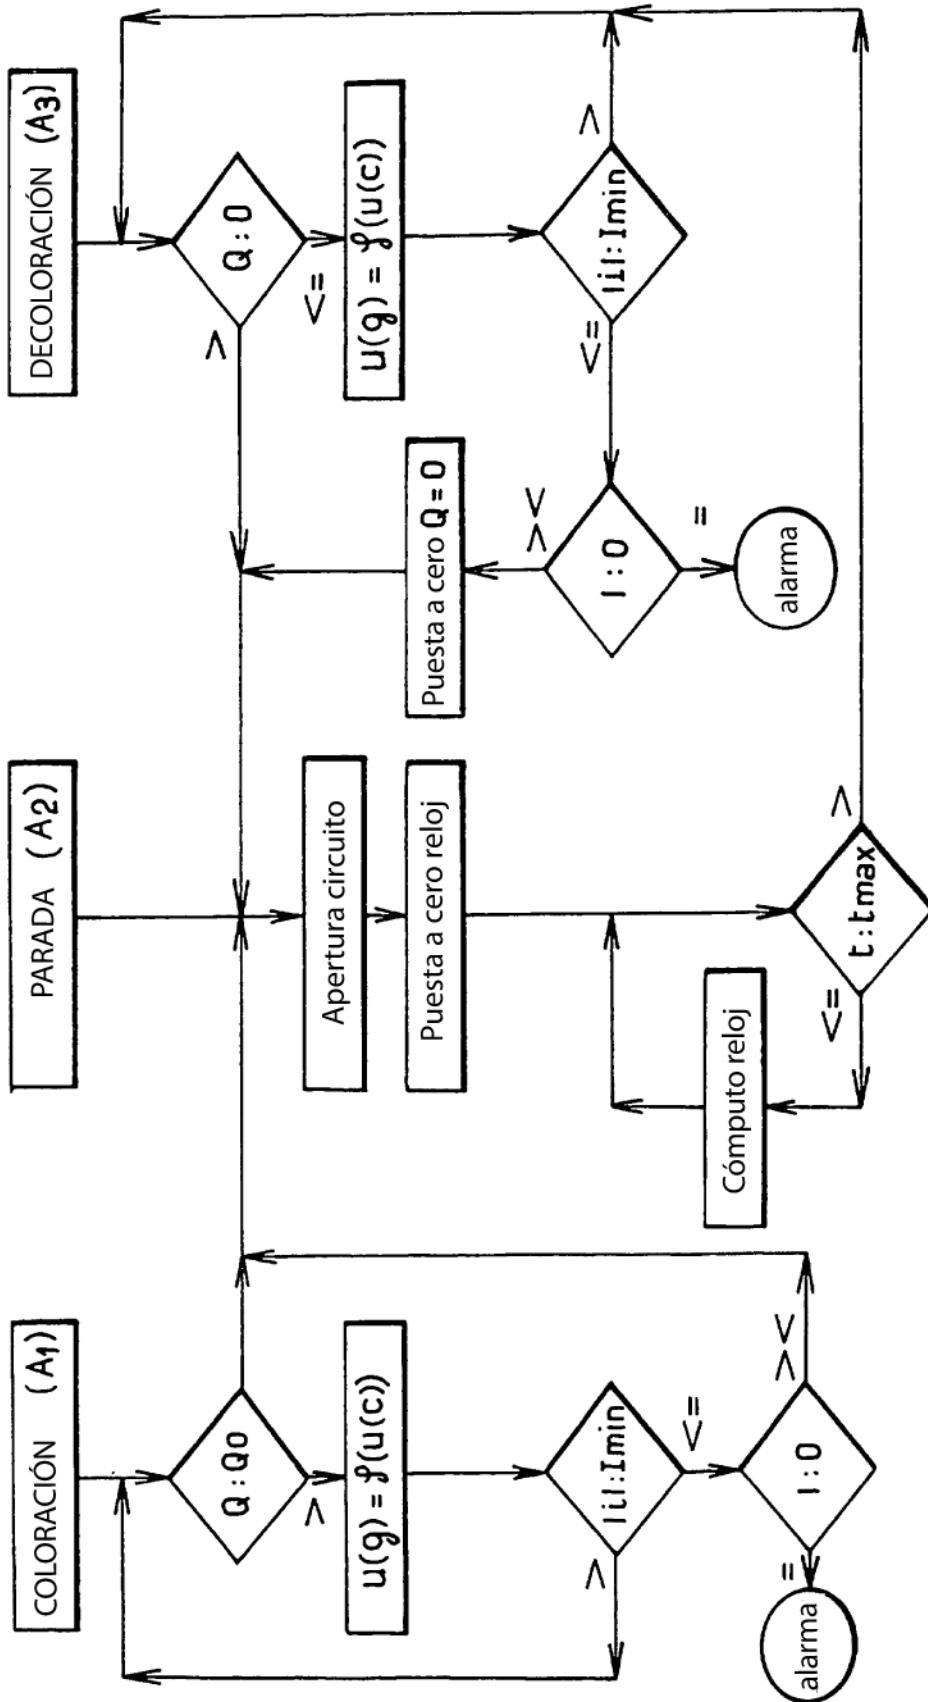 COLORACIÓN (A1)
PARADA (A2)
DECOLORACIÓN (A3)
Q : Q0
>
u(g) = f(u(c))
|i|:Imin
>
<=
I : 0
=
><
alarma
Apertura circuito
Puesta a cero reloj
Cómputo reloj
t:tmax
<=
>
Q : 0
>
<=
u(g) = f(u(c))
|i|:Imin
<=
>
Puesta a cero Q = 0
><
I : 0
=
alarma